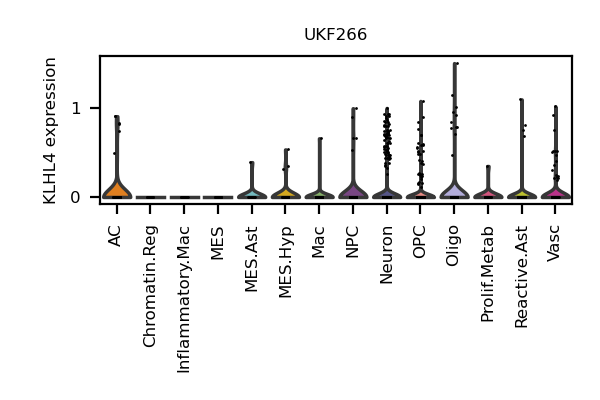 UKF266
KLHL4 expression
1
0
AC
Chromatin.Reg
Inflammatory.Mac
MES
MES.Ast
MES.Hyp
Mac
NPC
Neuron
OPC
Oligo
Prolif.Metab
Reactive.Ast
Vasc